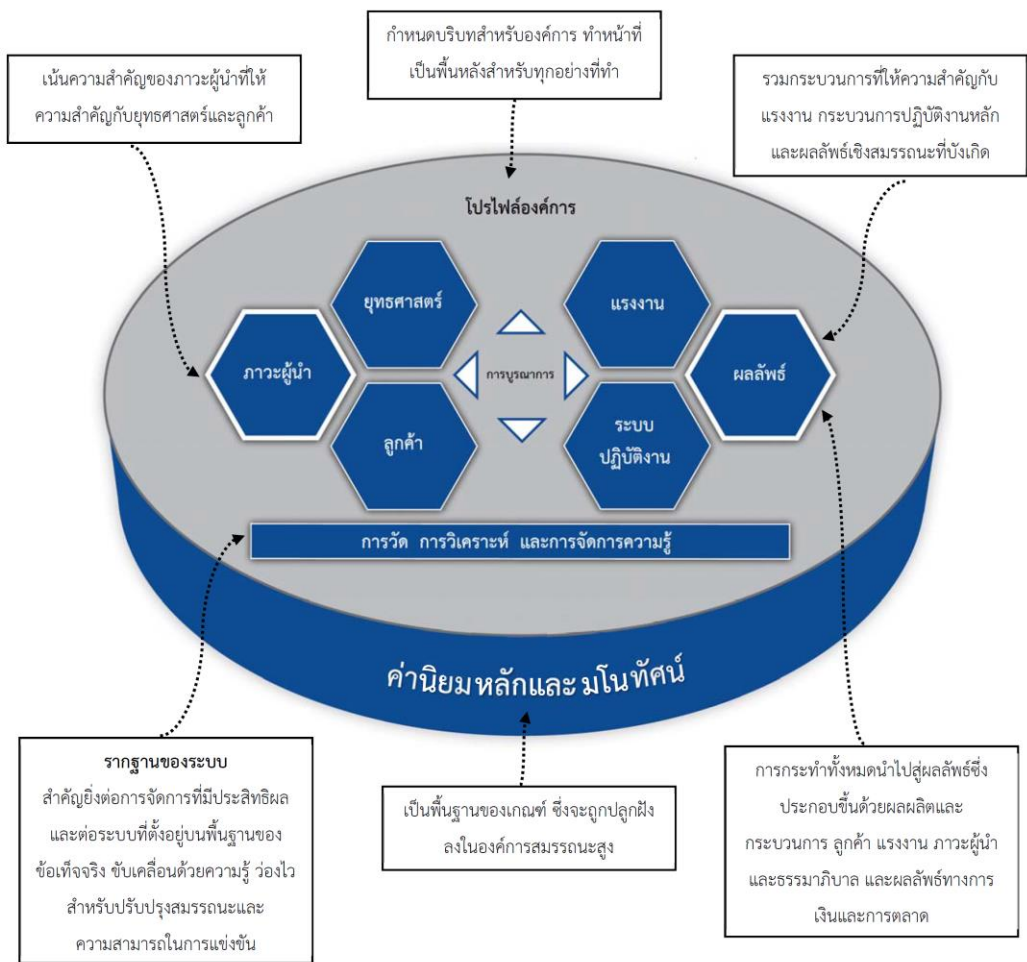 กำหนดบริบทสำหรับองค์การ ทำหน้าที่
เป็นพื้นหลังสำหรับทุกอย่างที่ทำ
เน้นความสำคัญของภาวะผู้นำที่ให้
ความสำคัญกับยุทธศาสตร์และลูกค้า
รวมกระบวนการที่ให้ความสำคัญกับ
แรงงาน กระบวนการปฏิบัติงานหลัก
และผลลัพธ์เชิงสมรรถนะที่บังเกิด
โปรไฟล์องค์การ
ยุทธศาสตร์
แรงงาน
ภาวะผู้นำ
การบูรณาการ
ผลลัพธ์
ลูกค้า
ระบบ
ปฏิบัติงาน
การวัด การวิเคราะห์ และการจัดการความรู้
ค่านิยมหลักและมโนทัศน์
รากฐานของระบบ
สำคัญยิ่งต่อการจัดการที่มีประสิทธิผล
และต่อระบบที่ตั้งอยู่บนพื้นฐานของ
ข้อเท็จจริง ขับเคลื่อนด้วยความรู้ ว่องไว
สำหรับปรับปรุงสมรรถนะและ
ความสามารถในการแข่งขัน
เป็นพื้นฐานของเกณฑ์ ซึ่งจะถูกปลูกฝัง
ลงในองค์การสมรรถนะสูง
การกระทำทั้งหมดนำไปสู่ผลลัพธ์ซึ่ง
ประกอบขึ้นด้วยผลผลิตและ
กระบวนการ ลูกค้า แรงงาน ภาวะผู้นำ
และธรรมาภิบาล และผลลัพธ์ทางการ
เงินและการตลาด